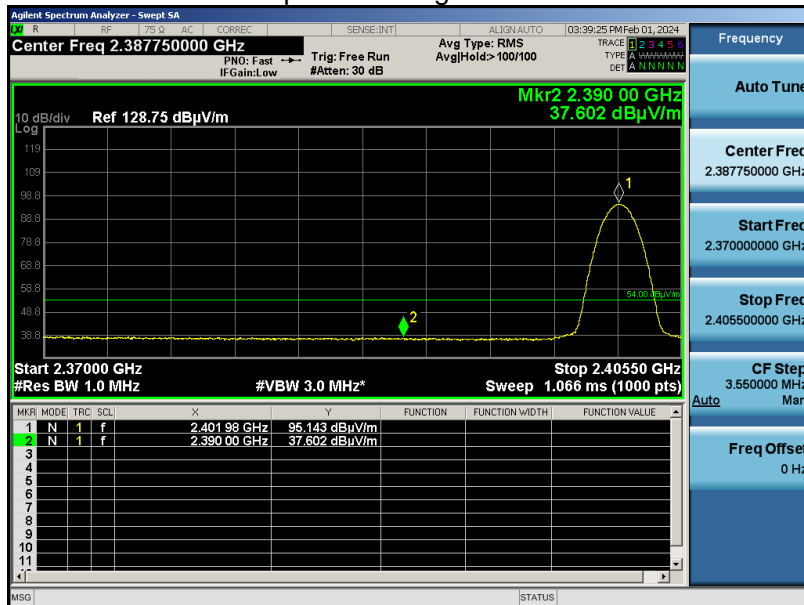 Agilent Spectrum Analyzer - Swept SA
LXI R RF 75 Ω AC CORREC SENSE:INT ALIGN AUTO 03:39:25 PM Feb 01, 2024
Center Freq 2.387750000 GHz
PNO: Fast
IFGain:Low
Trig: Free Run
#Atten: 30 dB
Avg Type: RMS
Avg|Hold:>100/100
TRACE 1 2 3 4 5 6
TYPE A
DET A N N N N N
Mkr2 2.390 00 GHz
37.602 dBµV/m
10 dB/div Ref 128.75 dBµV/m
Log
119
109
98.8
88.8
78.8
68.8
58.8
48.8
38.8
1
54.00 dBµV/m
2
Start 2.37000 GHz Stop 2.40550 GHz
#Res BW 1.0 MHz #VBW 3.0 MHz* Sweep 1.066 ms (1000 pts)
MKR MODE TRC SCL X Y FUNCTION FUNCTION WIDTH FUNCTION VALUE
1 N 1 f 2.401 98 GHz 95.143 dBµV/m
2 N 1 f 2.390 00 GHz 37.602 dBµV/m
3
4
5
6
7
8
9
10
11
MSG STATUS
Frequency
Auto Tune
Center Freq
2.387750000 GHz
Start Freq
2.370000000 GHz
Stop Freq
2.405500000 GHz
CF Step
3.550000 MHz
Auto Man
Freq Offset
0 Hz